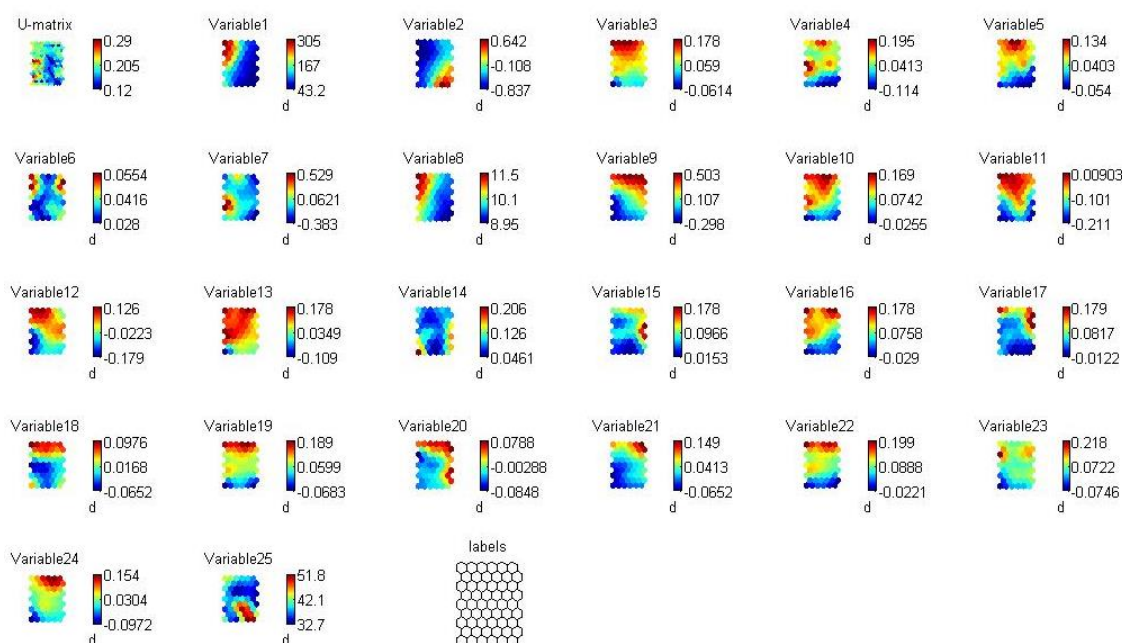 U-matrix
0.29
0.205
0.12
Variable1
305
167
43.2
d
Variable2
0.642
-0.108
-0.837
d
Variable3
0.178
0.059
-0.0614
d
Variable4
0.195
0.0413
-0.114
d
Variable5
0.134
0.0403
-0.054
d
Variable6
0.0554
0.0416
0.028
d
Variable7
0.529
0.0621
-0.383
d
Variable8
11.5
10.1
8.95
d
Variable9
0.503
0.107
-0.298
d
Variable10
0.169
0.0742
-0.0255
d
Variable11
0.00903
-0.101
-0.211
d
Variable12
0.126
-0.0223
-0.179
d
Variable13
0.178
0.0349
-0.109
d
Variable14
0.206
0.126
0.0461
d
Variable15
0.178
0.0966
0.0153
d
Variable16
0.178
0.0758
-0.029
d
Variable17
0.179
0.0817
-0.0122
d
Variable18
0.0976
0.0168
-0.0652
d
Variable19
0.189
0.0599
-0.0683
d
Variable20
0.0788
-0.00288
-0.0848
d
Variable21
0.149
0.0413
-0.0652
d
Variable22
0.199
0.0888
-0.0221
d
Variable23
0.218
0.0722
-0.0746
d
Variable24
0.154
0.0304
-0.0972
d
Variable25
51.8
42.1
32.7
d
labels